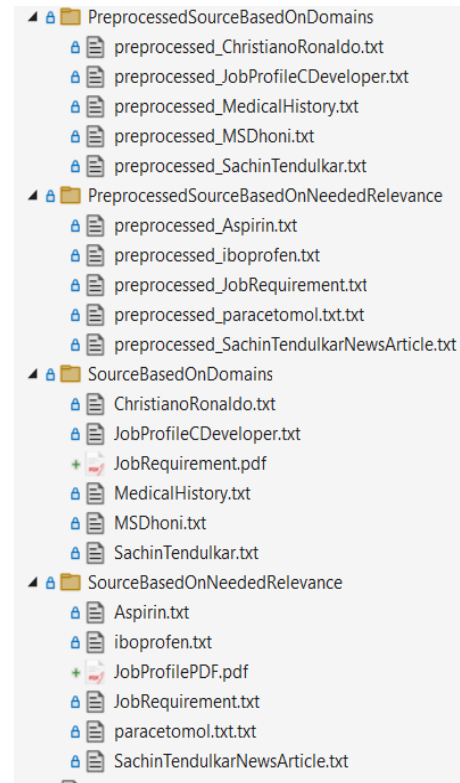 PreprocessedSourceBasedOnDomains
preprocessed_ChristianoRonaldo.txt
preprocessed_JobProfileCDeveloper.txt
preprocessed_MedicalHistory.txt
preprocessed_MSDhoni.txt
preprocessed_SachinTendulkar.txt
PreprocessedSourceBasedOnNeededRelevance
preprocessed_Aspirin.txt
preprocessed_iboprofen.txt
preprocessed_JobRequirement.txt
preprocessed_paracetomol.txt.txt
preprocessed_SachinTendulkarNewsArticle.txt
SourceBasedOnDomains
ChristianoRonaldo.txt
JobProfileCDeveloper.txt
JobRequirement.pdf
MedicalHistory.txt
MSDhoni.txt
SachinTendulkar.txt
SourceBasedOnNeededRelevance
Aspirin.txt
iboprofen.txt
JobProfilePDF.pdf
JobRequirement.txt
paracetomol.txt.txt
SachinTendulkarNewsArticle.txt